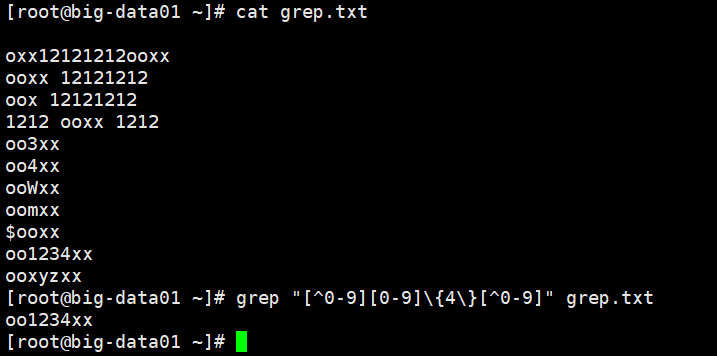 [root@big-data01 ~]# cat grep.txt

oxx12121212ooxx
ooxx 12121212
oox 12121212
1212 ooxx 1212
oo3xx
oo4xx
ooWxx
oomxx
$ooxx
oo1234xx
ooxyzxx
[root@big-data01 ~]# grep "[^0-9][0-9]\{4\}[^0-9]" grep.txt
oo1234xx
[root@big-data01 ~]#